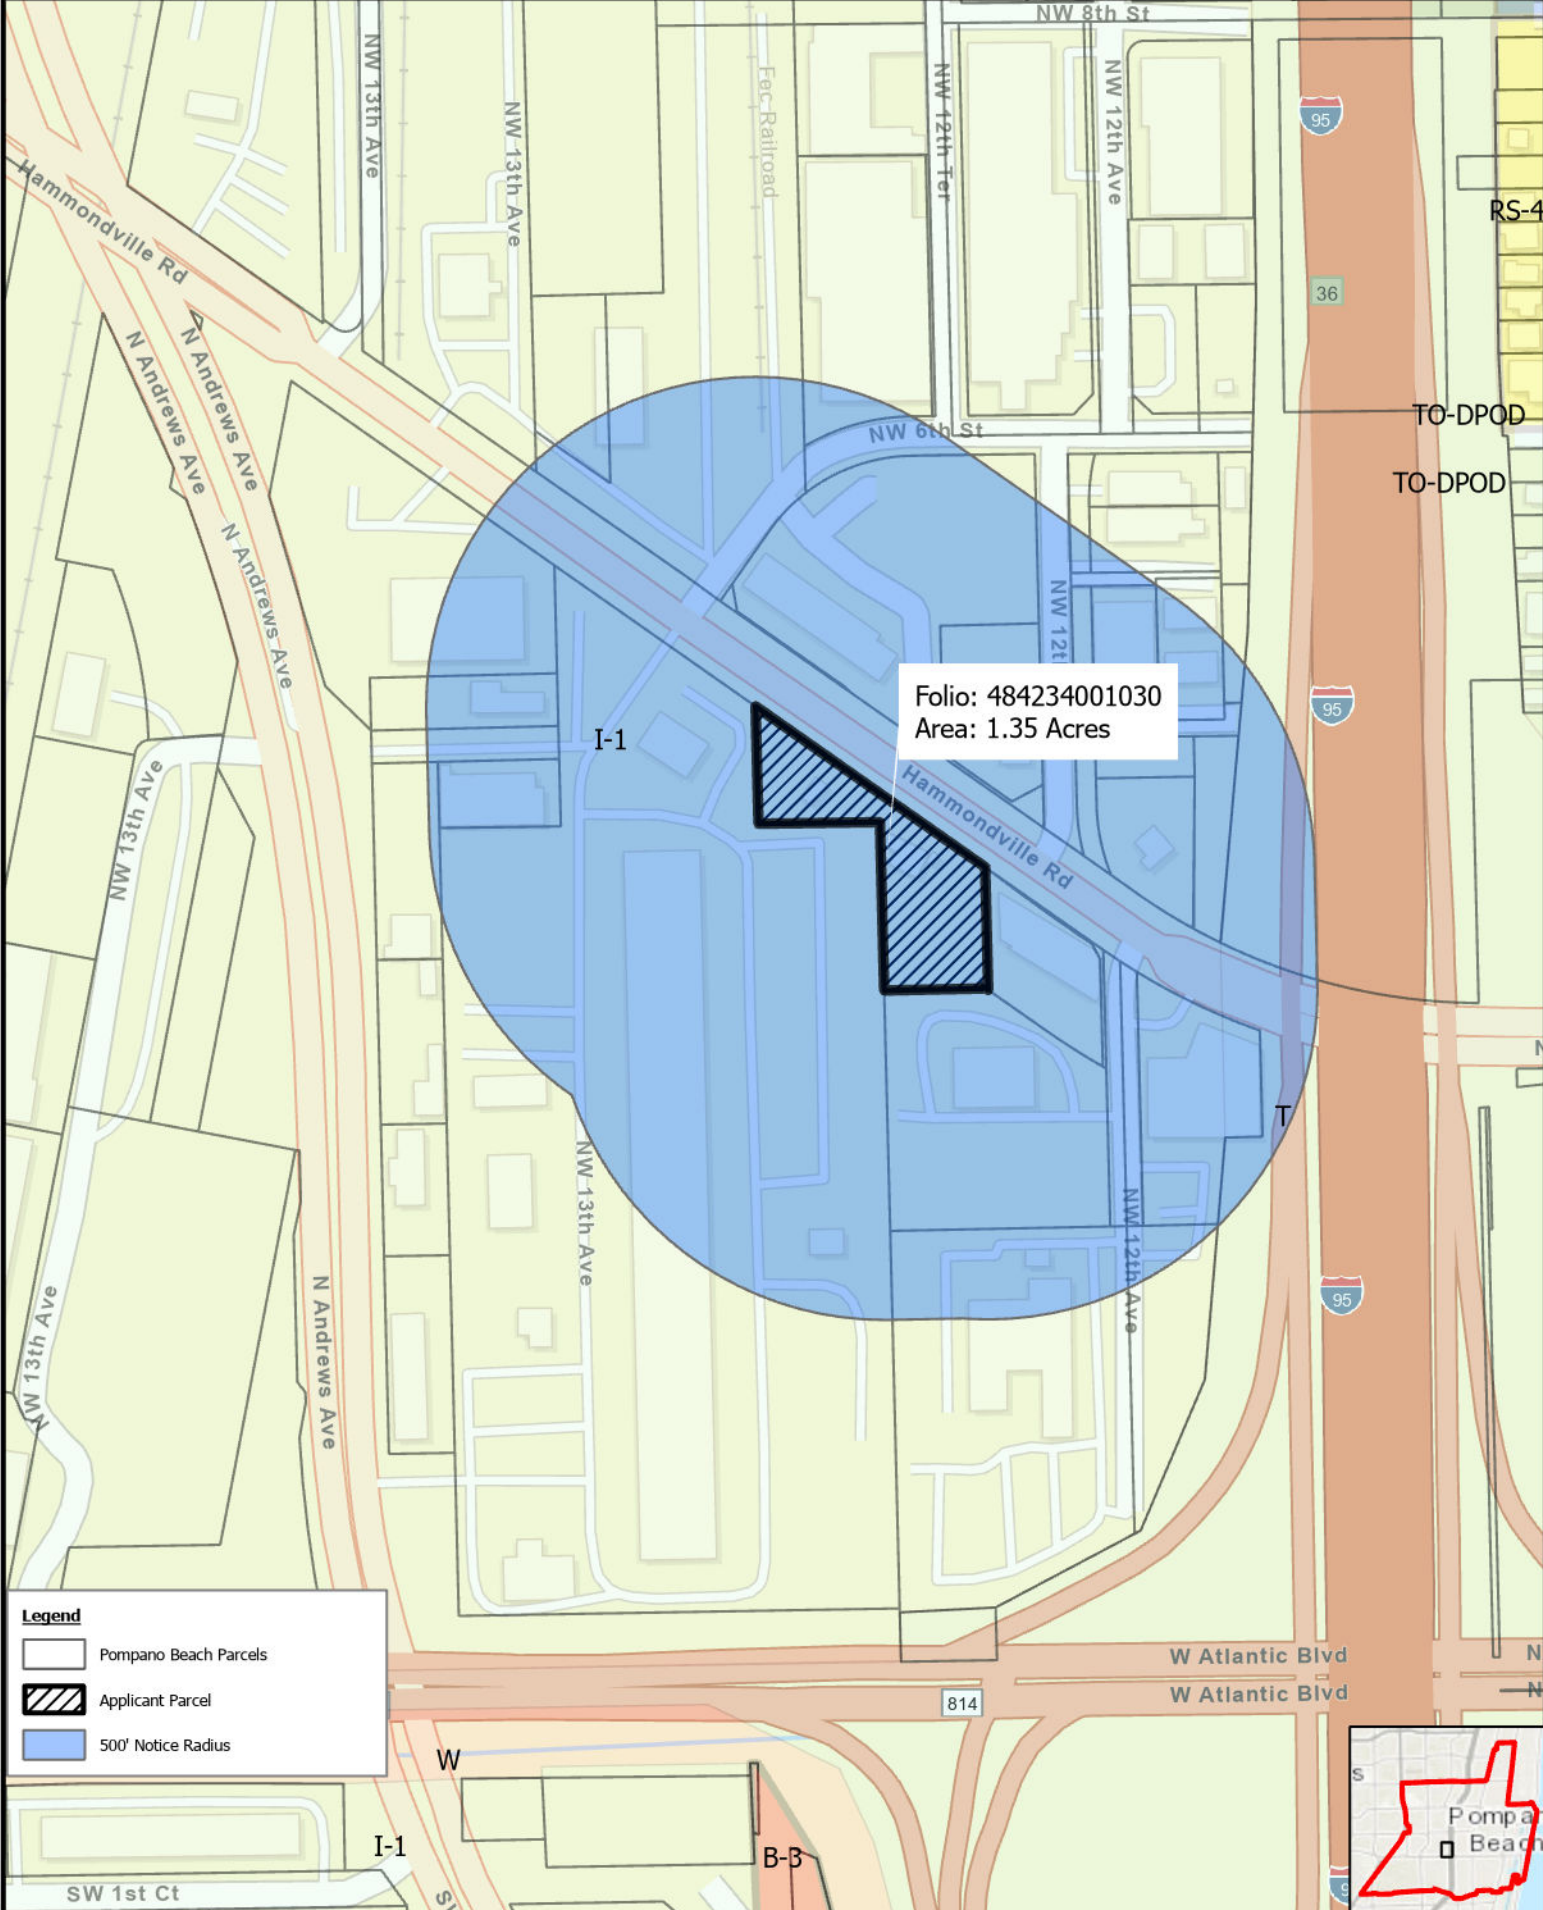 NW 8th St
NW 13th Ave
NW 13th Ave
Fec Railroad
NW 12th Ter
NW 12th Ave
95
RS-4
Hammondville Rd
36
N Andrews Ave
N Andrews Ave
TO-DPOD
NW 6th St
TO-DPOD
N Andrews Ave
NW 12t
Folio: 484234001030
Area: 1.35 Acres
95
I-1
Hammondville Rd
NW 13th Ave
N
T
NW 13th Ave
NW 12th Ave
95
N Andrews Ave
NW 13th Ave
Legend
Pompano Beach Parcels
Applicant Parcel
500' Notice Radius
W Atlantic Blvd
N
W Atlantic Blvd
N
814
W
I-1
B-3
SW 1st Ct
S
Pompa
Beach
9